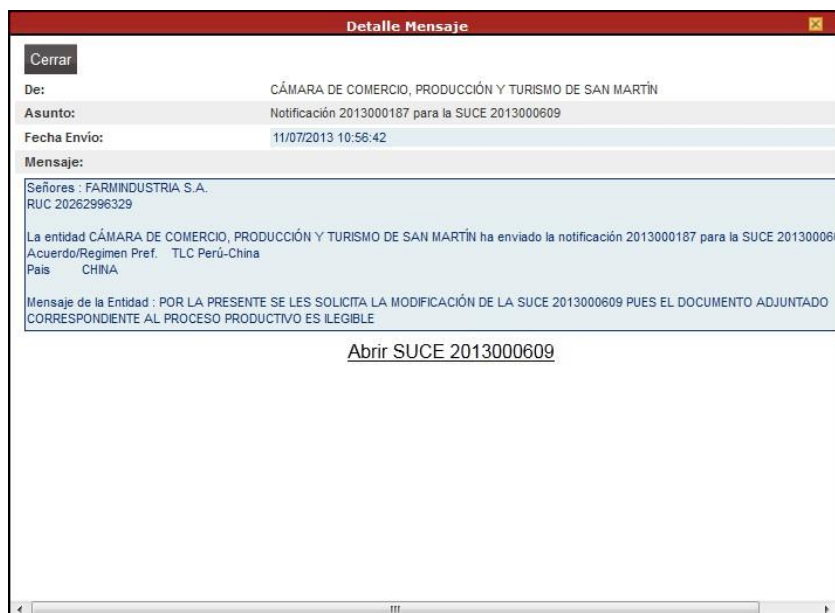 Detalle Mensaje
Cerrar
De: CÁMARA DE COMERCIO, PRODUCCIÓN Y TURISMO DE SAN MARTÍN
Asunto: Notificación 2013000187 para la SUCE 2013000609
Fecha Envío: 11/07/2013 10:56:42
Mensaje:
Señores : FARMINDUSTRIA S.A.
RUC 20262996329
La entidad CÁMARA DE COMERCIO, PRODUCCIÓN Y TURISMO DE SAN MARTÍN ha enviado la notificación 2013000187 para la SUCE 20130006
Acuerdo/Regimen Pref. TLC Perú-China
Pais CHINA
Mensaje de la Entidad : POR LA PRESENTE SE LES SOLICITA LA MODIFICACIÓN DE LA SUCE 2013000609 PUES EL DOCUMENTO ADJUNTADO
CORRESPONDIENTE AL PROCESO PRODUCTIVO ES ILEGIBLE
Abrir SUCE 2013000609